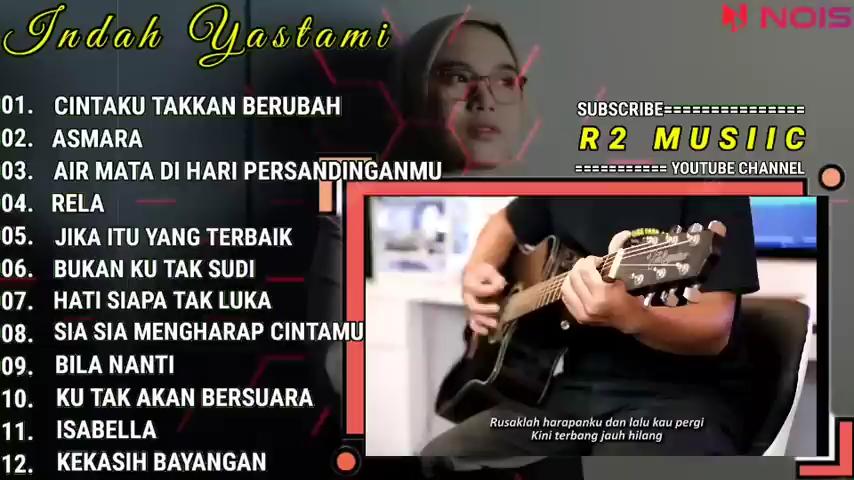 Indah Yastami
NOIS
01. CINTAKU TAKKAN BERUBAH
02. ASMARA
03. AIR MATA DI HARI PERSANDINGANMU
04. RELA
05. JIKA ITU YANG TERBAIK
06. BUKAN KU TAK SUDI
07. HATI SIAPA TAK LUKA
08. SIA SIA MENGHARAP CINTAMU
09. BILA NANTI
10. KU TAK AKAN BERSUARA
11. ISABELLA
12. KEKASIH BAYANGAN
SUBSCRIBE===============
R2 MUSIIC
=========== YOUTUBE CHANNEL
Rusaklah harapanku dan lalu kau pergi
Kini terbang jauh hilang